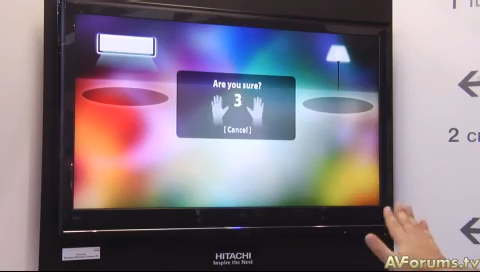 Are you sure?
3
[ Cancel ]
HITACHI
Inspire the Next
2 C
AVForums.tv